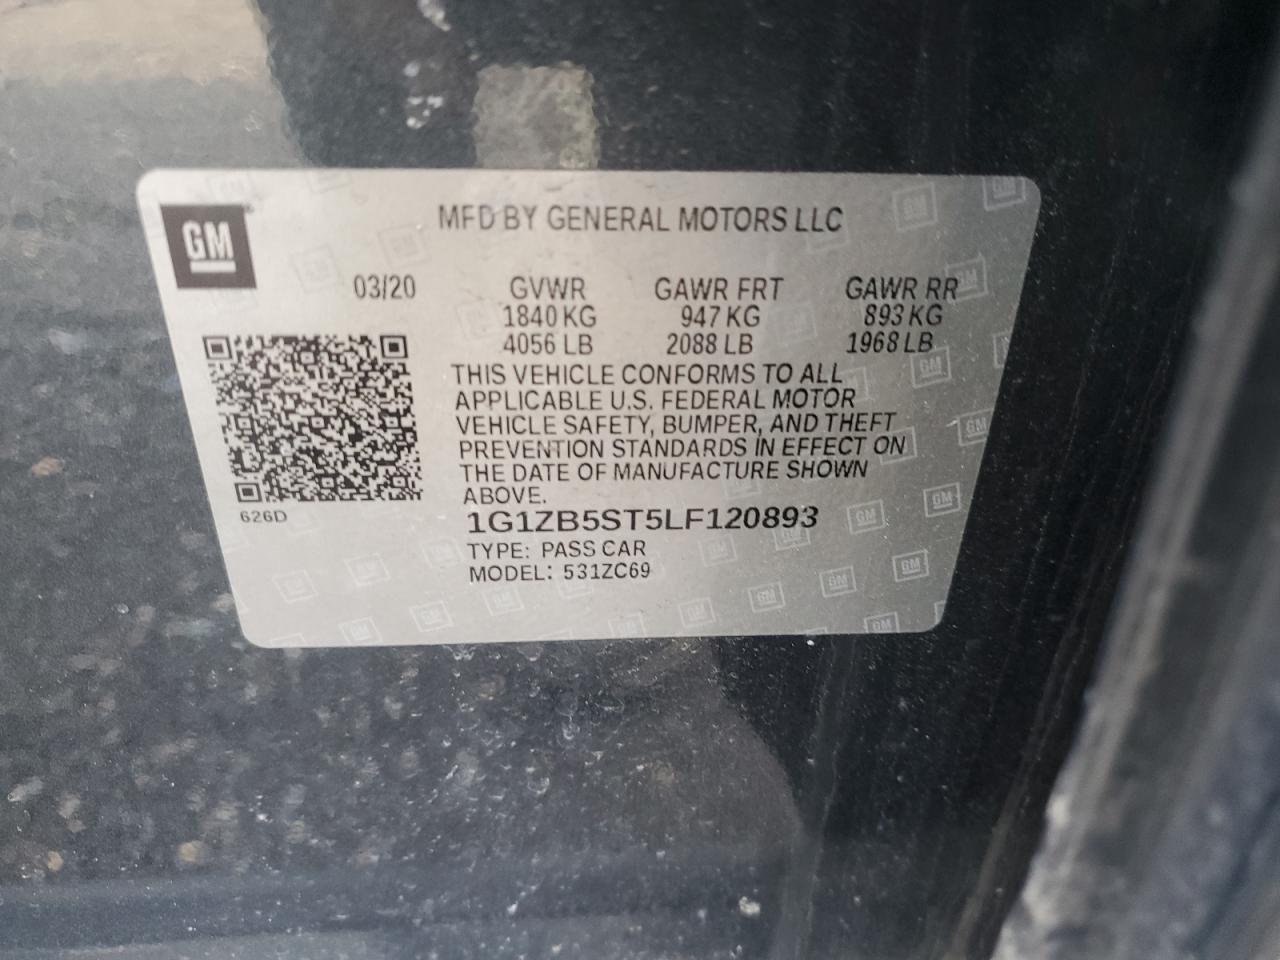 GM
MFD BY GENERAL MOTORS LLC
03/20 GVWR GAWR FRT GAWR RR
1840 KG 947 KG 893 KG
4056 LB 2088 LB 1968 LB
THIS VEHICLE CONFORMS TO ALL
APPLICABLE U.S. FEDERAL MOTOR
VEHICLE SAFETY, BUMPER, AND THEFT
PREVENTION STANDARDS IN EFFECT ON
THE DATE OF MANUFACTURE SHOWN
ABOVE.
626D
1G1ZB5ST5LF120893
TYPE: PASS CAR
MODEL: 531ZC69